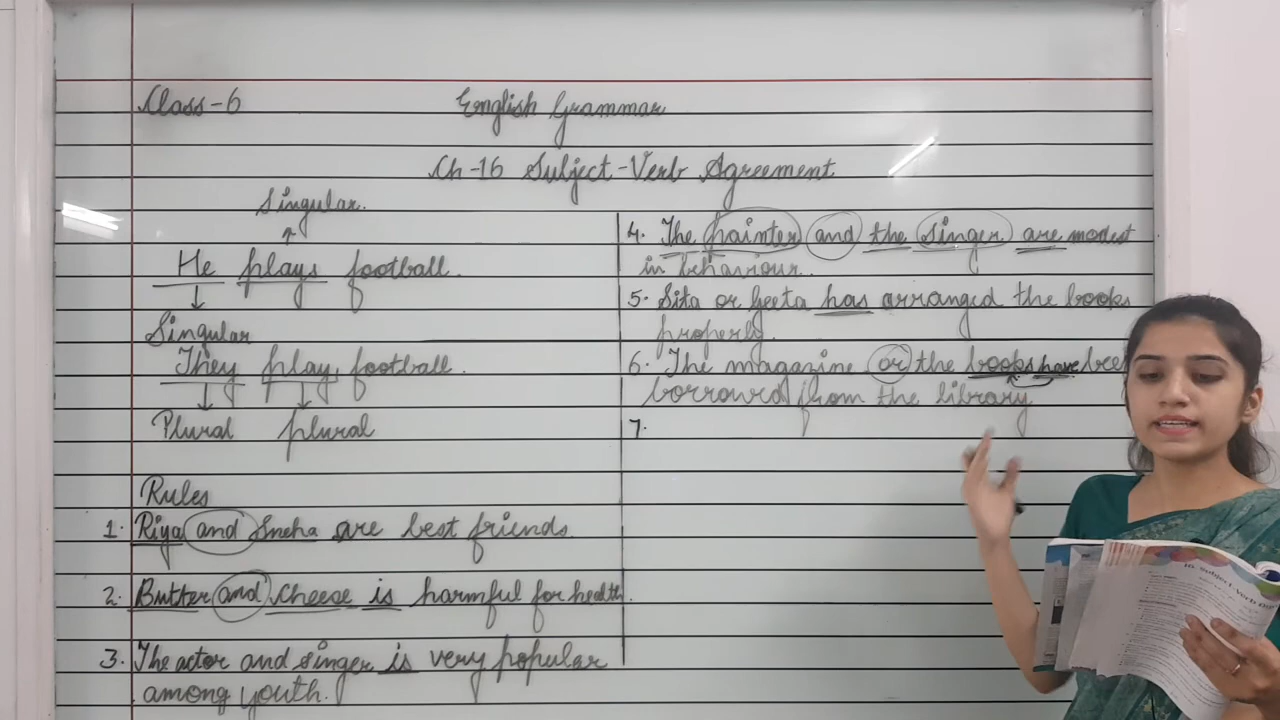 Class-6
English Grammar
Ch-16 Subject-Verb Agreement
Singular.
He plays football.
Singular
They play football.
Plural plural
Rules
1. Riya and Sneha are best friends.
2. Butter and cheese is harmful for health.
3. The actor and singer is very popular
among youth.
4. The painter and the singer are modest
in behaviour.
5. Sita or Geeta has arranged the books
properly.
6. The magazine or the books have bee
borrowed from the library
7.
16 Subject-Verb